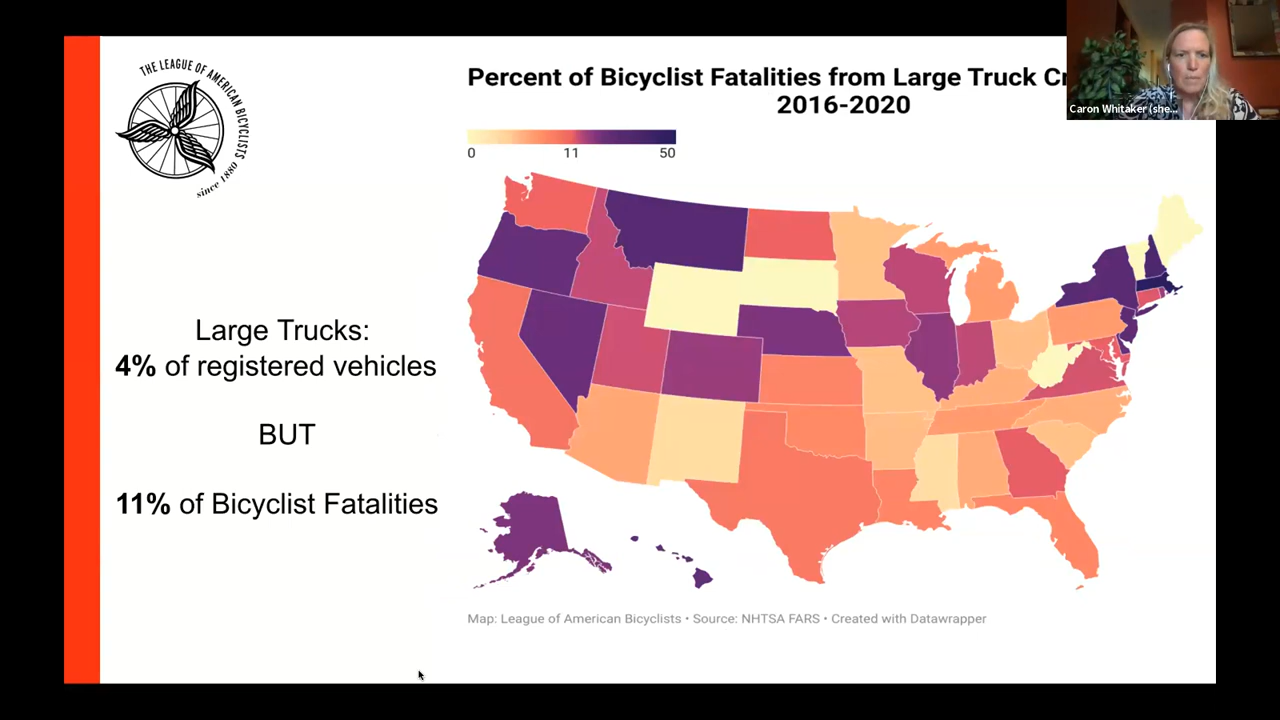 THE LEAGUE OF AMERICAN BICYCLISTS
since 1880
Percent of Bicyclist Fatalities from Large Truck
2016-2020
0 11 50
Caron Whitaker (she...
Large Trucks:
4% of registered vehicles
BUT
11% of Bicyclist Fatalities
Map: League of American Bicyclists • Source: NHTSA FARS • Created with Datawrapper